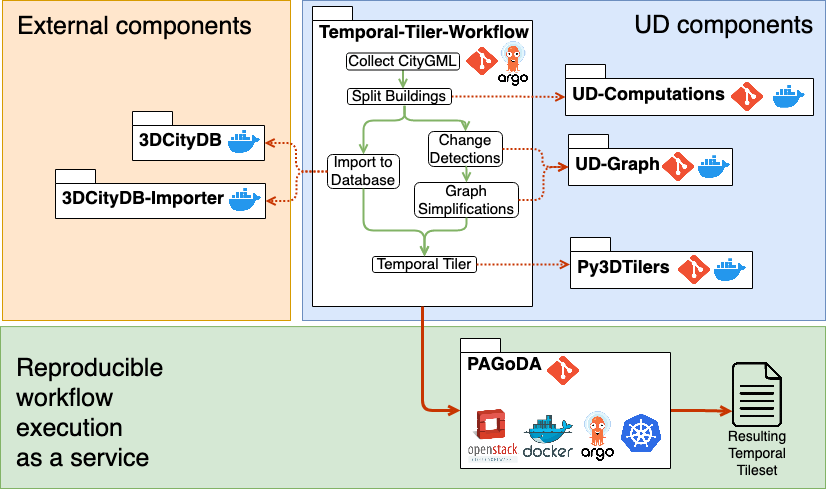 External components
UD components
Temporal-Tiler-Workflow
argo
Collect CityGML
Split Buildings
Import to
Database
Change
Detections
Graph
Simplifications
Temporal Tiler
3DCityDB
3DCityDB-Importer
UD-Computations
UD-Graph
Py3DTilers
Reproducible
workflow
execution
as a service
PAGoDA
openstack
docker
argo
Resulting
Temporal
Tileset